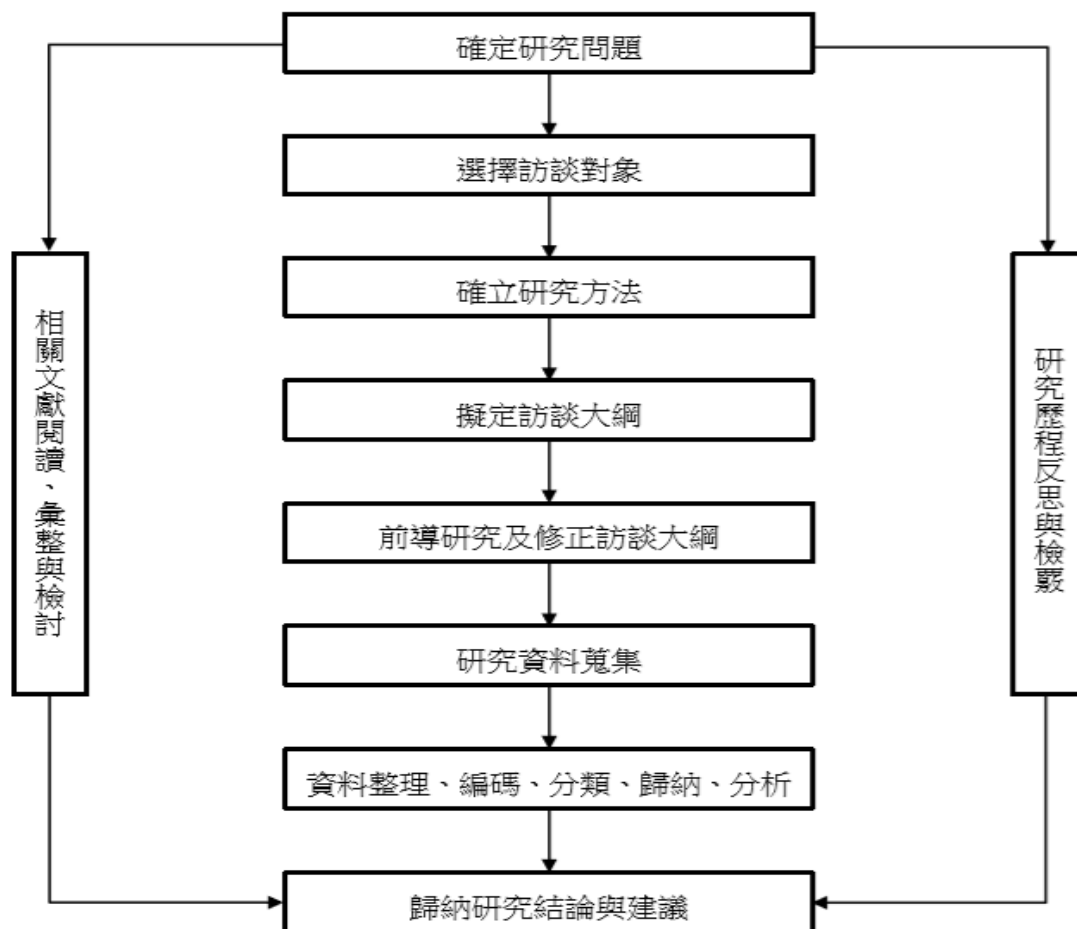 確定研究問題
選擇訪談對象
確立研究方法
擬定訪談大綱
前導研究及修正訪談大綱
研究資料蒐集
資料整理、編碼、分類、歸納、分析
歸納研究結論與建議
相關文獻閱讀、彙整與檢討
研究歷程反思與檢覈